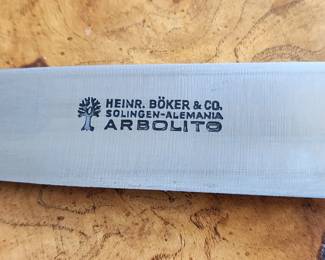 HEINR. BÖKER & CO.
SOLINGEN-ALEMANIA
ARBOLITO